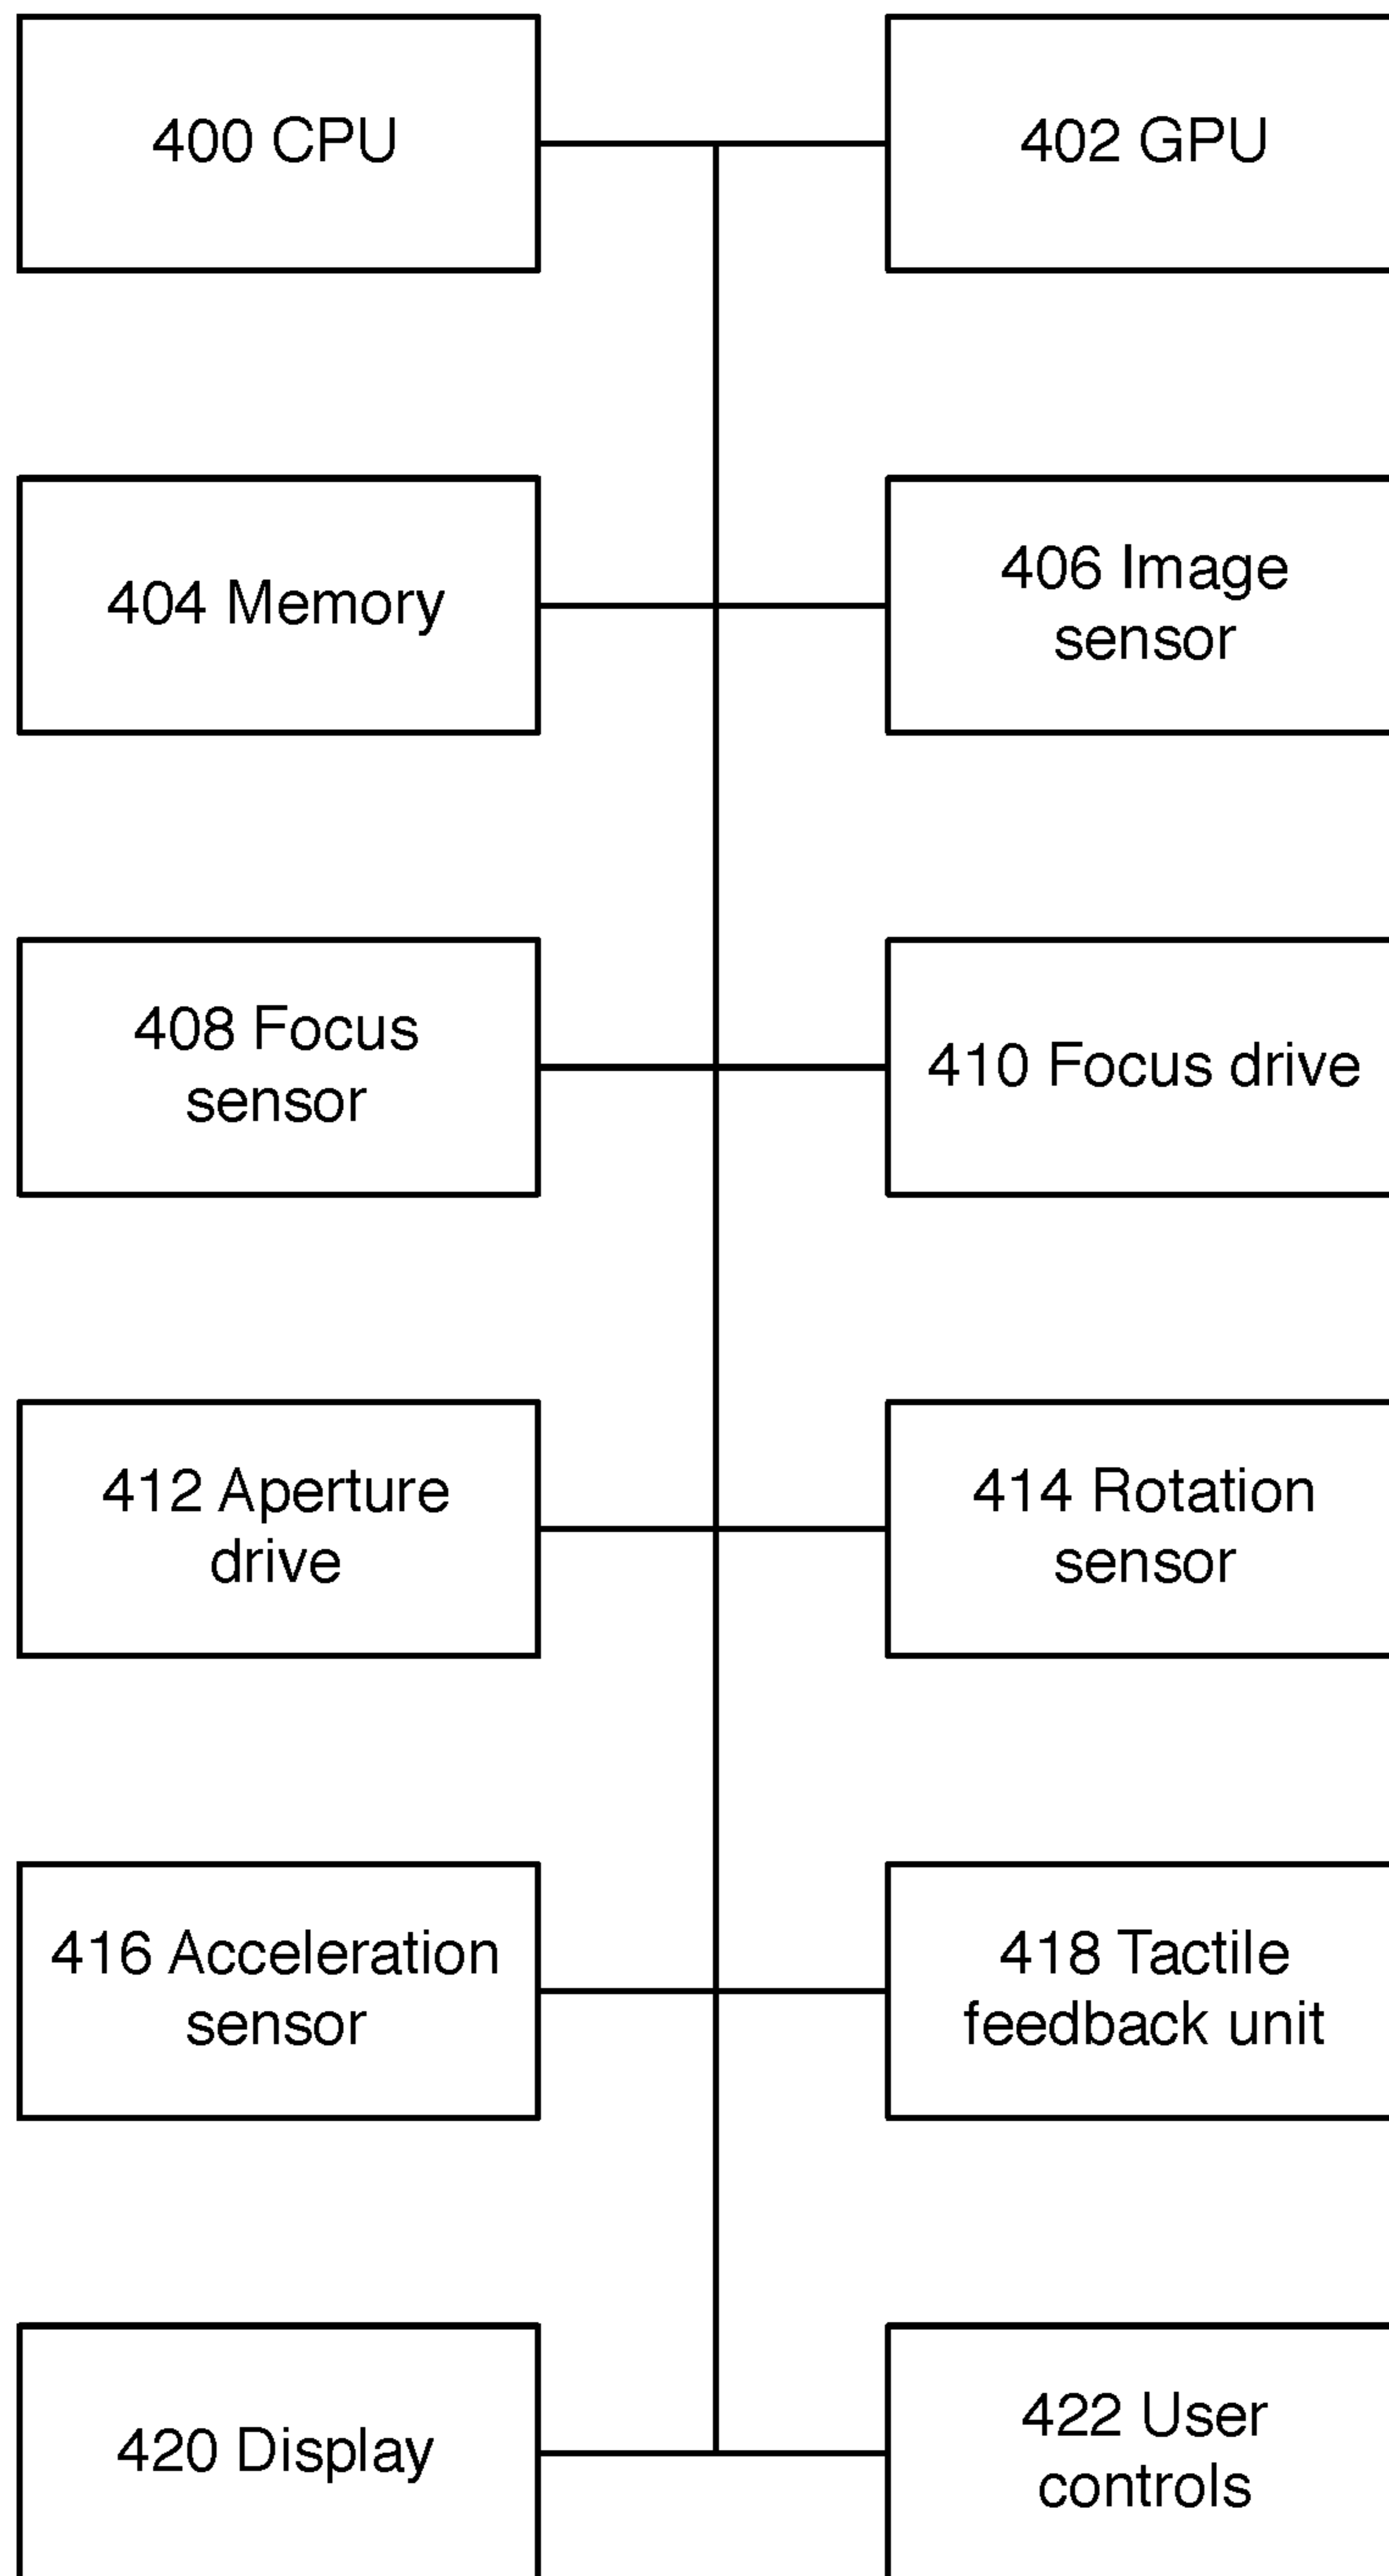 400 CPU
402 GPU
404 Memory
406 Image
sensor
408 Focus
sensor
410 Focus drive
412 Aperture
drive
414 Rotation
sensor
416 Acceleration
sensor
418 Tactile
feedback unit
420 Display
422 User
controls